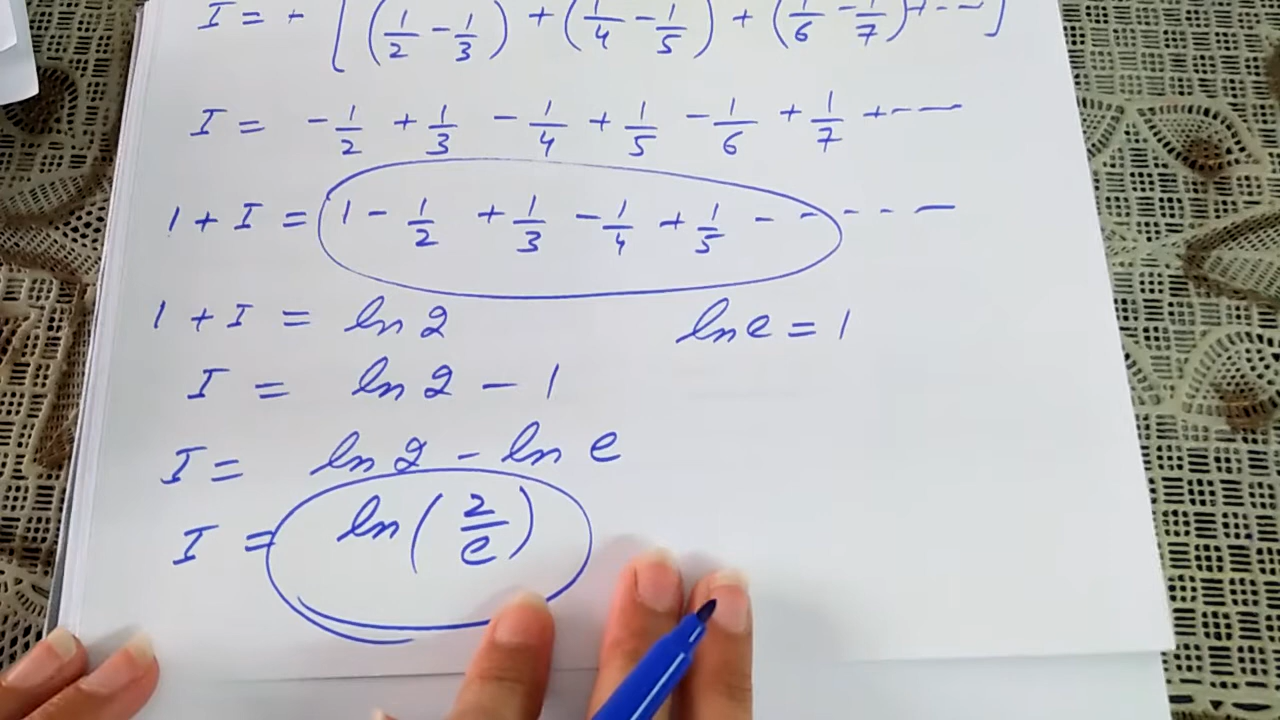 I = - [(1/2 - 1/3) + (1/4 - 1/5) + (1/6 - 1/7) + ---]
I = - 1/2 + 1/3 - 1/4 + 1/5 - 1/6 + 1/7 + ---
1 + I = 1 - 1/2 + 1/3 - 1/4 + 1/5 - - - - -
1 + I = ln 2 ln e = 1
I = ln 2 - 1
I = ln 2 - ln e
I = ln (2/e)